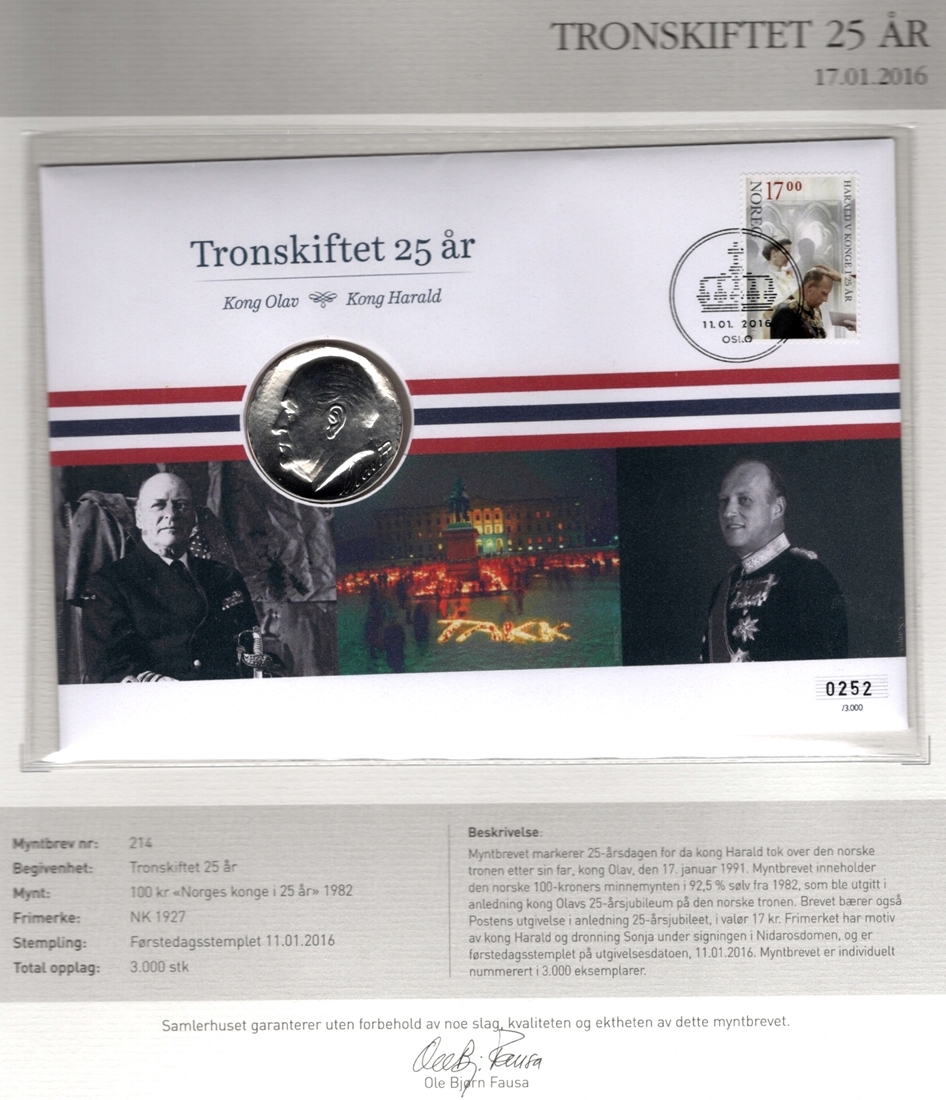 TRONSKIFTET 25 ÅR
17.01.2016
Tronskiftet 25 år
Kong Olav Kong Harald
NOREG
17 00
HARALD V KONGE I 25 ÅR
11.01. 2016
OSLO
TAKK
0252
/3.000
Myntbrev nr: 214
Begivenhet: Tronskiftet 25 år
Mynt: 100 kr «Norges konge i 25 år» 1982
Frimerke: NK 1927
Stempling: Førstedagsstemplet 11.01.2016
Total opplag: 3.000 stk
Beskrivelse:
Myntbrevet markerer 25-årsdagen for da kong Harald tok over den norske
tronen etter sin far, kong Olav, den 17. januar 1991. Myntbrevet inneholder
den norske 100-kroners minnemynten i 92,5 % sølv fra 1982, som ble utgitt i
anledning kong Olavs 25-årsjubileum på den norske tronen. Brevet bærer også
Postens utgivelse i anledning 25-årsjubileet, i valør 17 kr. Frimerket har motiv
av kong Harald og dronning Sonja under signingen i Nidarosdomen, og er
førstedagsstemplet på utgivelsesdatoen, 11.01.2016. Myntbrevet er individuelt
nummerert i 3.000 eksemplarer.
Samlerhuset garanterer uten forbehold av noe slag, kvaliteten og ektheten av dette myntbrevet.
Ole Bj. Fausa
Ole Bjørn Fausa